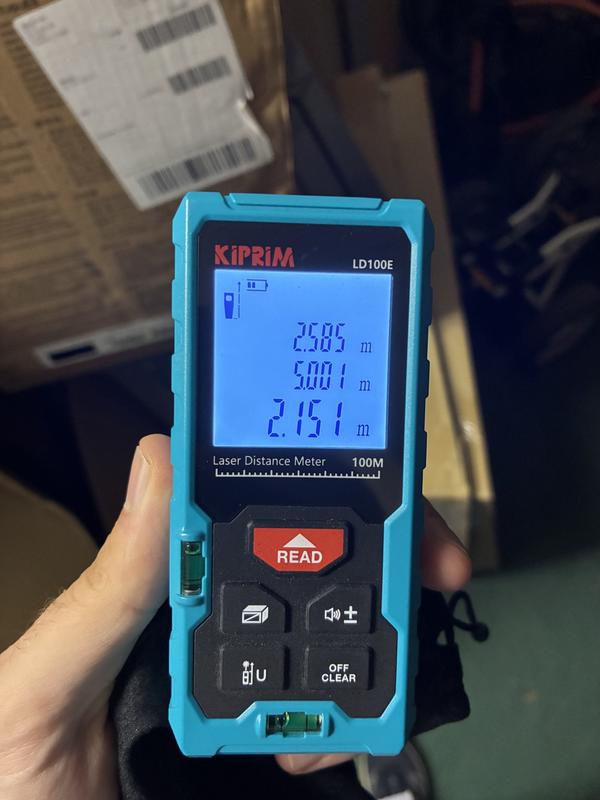 KiPRiM
LD100E
2.585 m
5.001 m
2.151 m
Laser Distance Meter 100M
READ
±
U
OFF
CLEAR